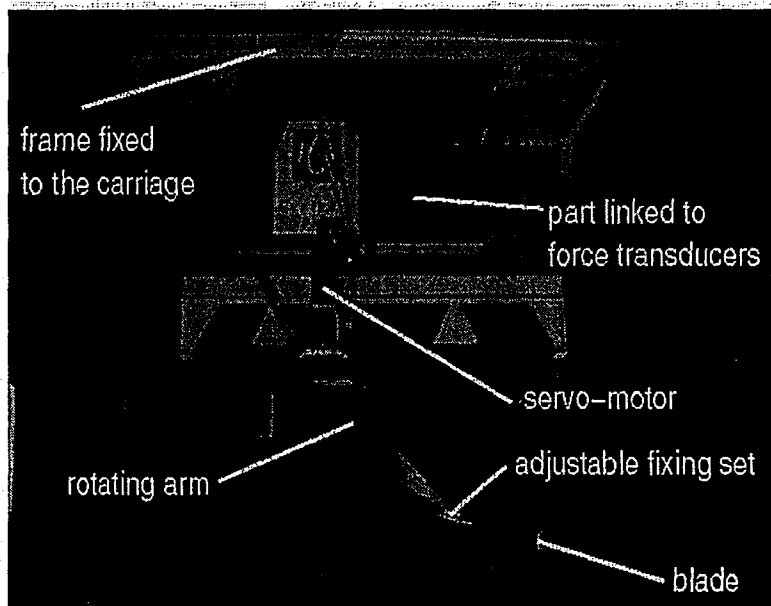 frame fixed
to the carriage
part linked to
force transducers
servo-motor
adjustable fixing set
rotating arm
blade